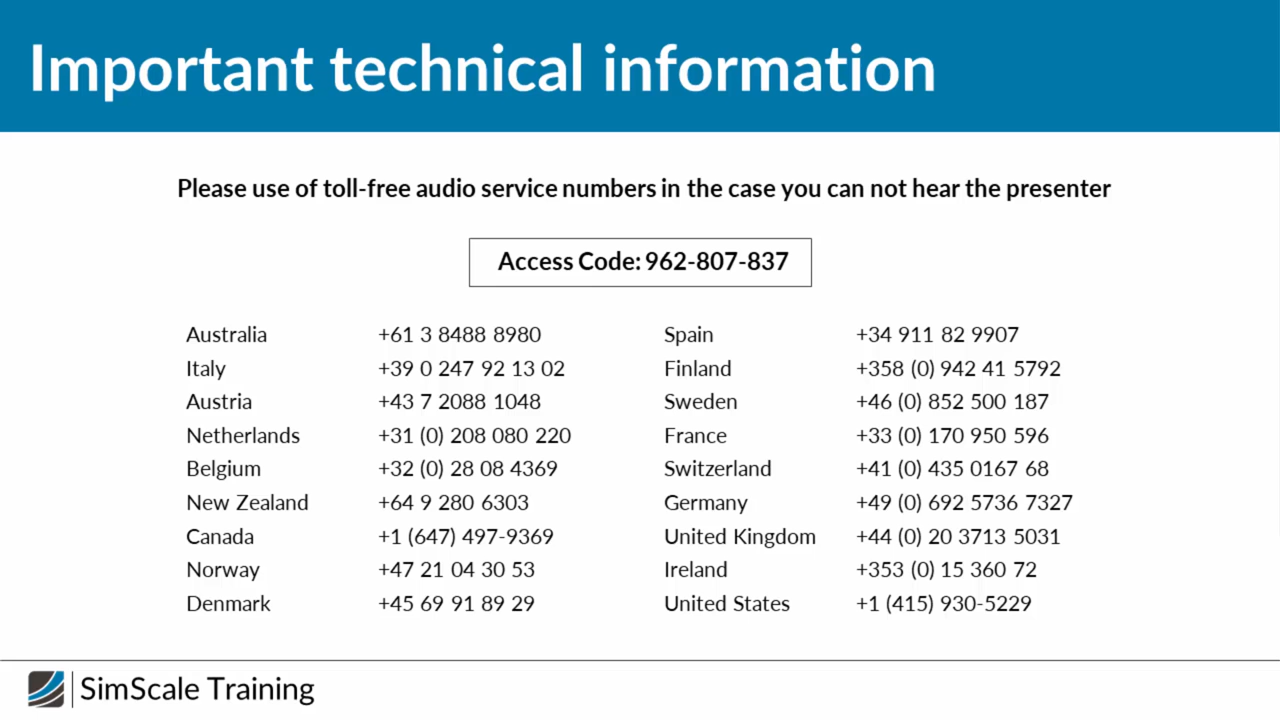 Important technical information
Please use of toll-free audio service numbers in the case you can not hear the presenter
Access Code: 962-807-837
Australia +61 3 8488 8980 Spain +34 911 82 9907
Italy +39 0 247 92 13 02 Finland +358 (0) 942 41 5792
Austria +43 7 2088 1048 Sweden +46 (0) 852 500 187
Netherlands +31 (0) 208 080 220 France +33 (0) 170 950 596
Belgium +32 (0) 28 08 4369 Switzerland +41 (0) 435 0167 68
New Zealand +64 9 280 6303 Germany +49 (0) 692 5736 7327
Canada +1 (647) 497-9369 United Kingdom +44 (0) 20 3713 5031
Norway +47 21 04 30 53 Ireland +353 (0) 15 360 72
Denmark +45 69 91 89 29 United States +1 (415) 930-5229
SimScale Training